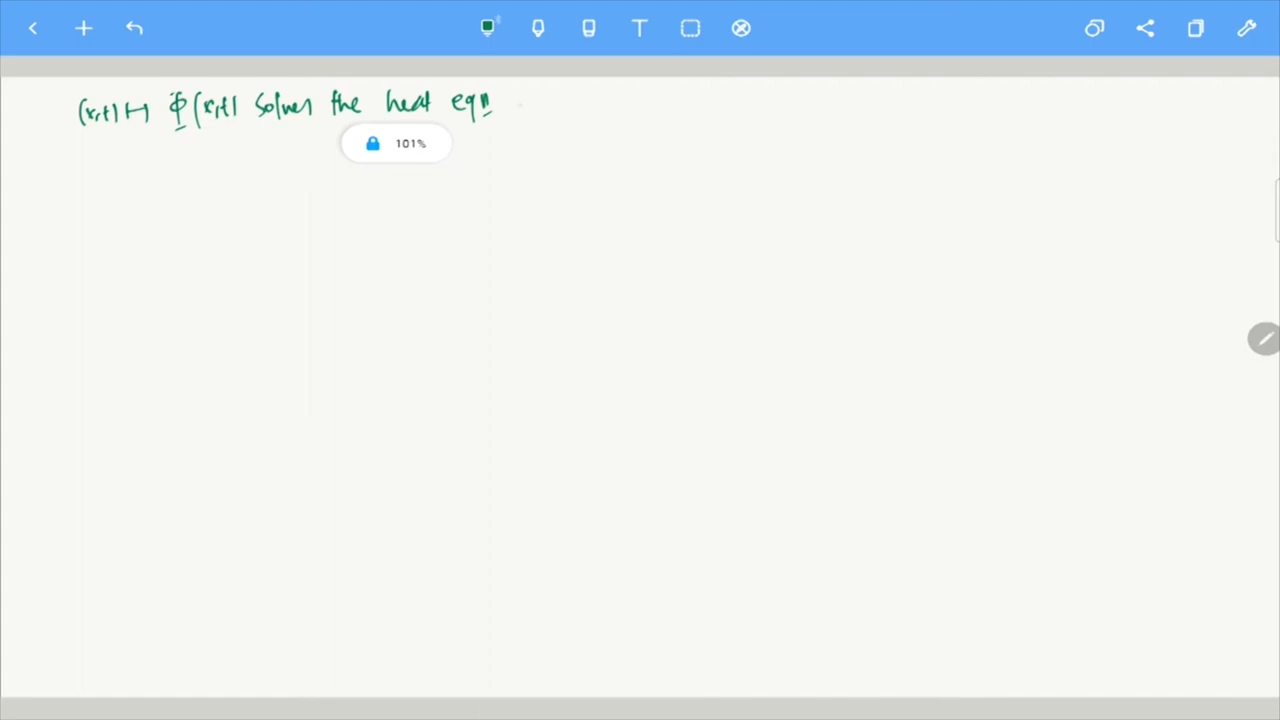 (x,t) ↦ Φ(x,t) solves the heat eqn
101%